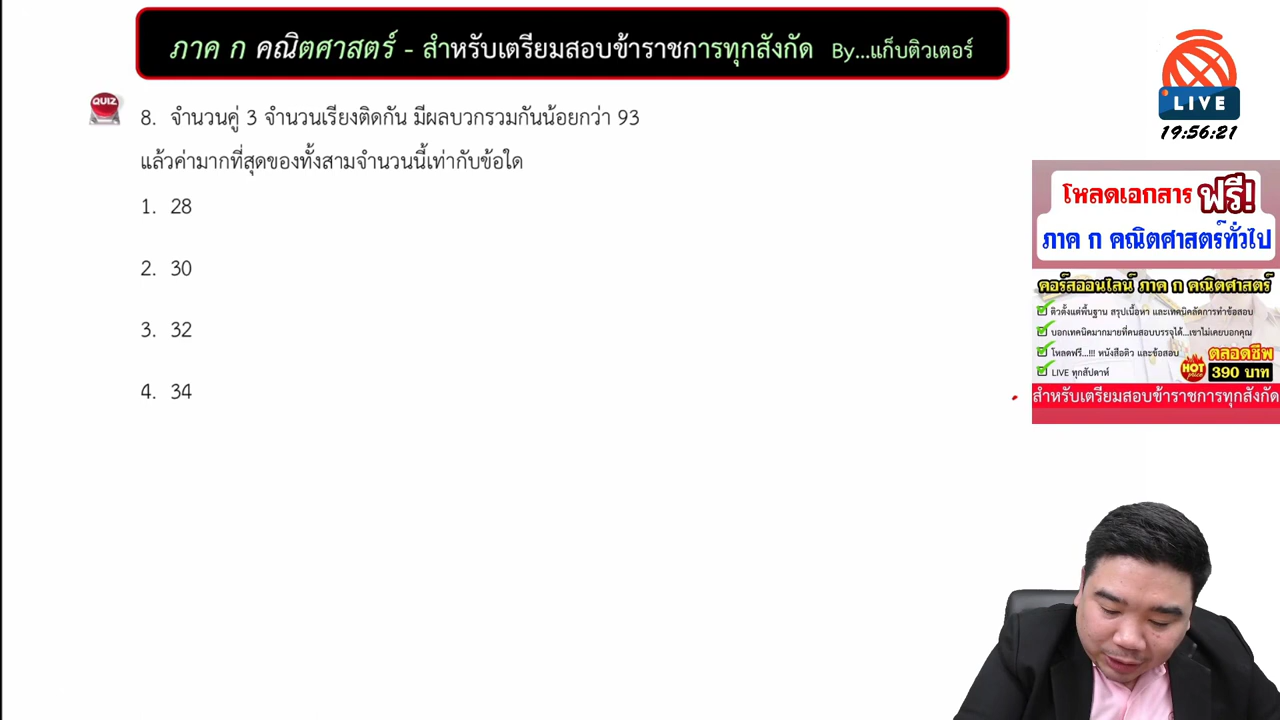 ภาค ก คณิตศาสตร์ - สำหรับเตรียมสอบข้าราชการทุกสังกัด By...แก็บติวเตอร์
LIVE
19:56:21
QUIZ
8. จำนวนคู่ 3 จำนวนเรียงติดกัน มีผลบวกรวมกันน้อยกว่า 93
แล้วค่ามากที่สุดของทั้งสามจำนวนนี้เท่ากับข้อใด
1. 28
2. 30
3. 32
4. 34
โหลดเอกสาร ฟรี!
ภาค ก คณิตศาสตร์ทั่วไป
คอร์สออนไลน์ ภาค ก คณิตศาสตร์
ติวตั้งแต่พื้นฐาน สรุปเนื้อหา และเทคนิคลัดการทำข้อสอบ
บอกเทคนิคมากมายที่คนสอบบรรจุได้...เขาไม่เคยบอกคุณ
โหลดฟรี...!!! หนังสือติว และข้อสอบ
LIVE ทุกสัปดาห์
HOT price
ตลอดชีพ
390 บาท
สำหรับเตรียมสอบข้าราชการทุกสังกัด